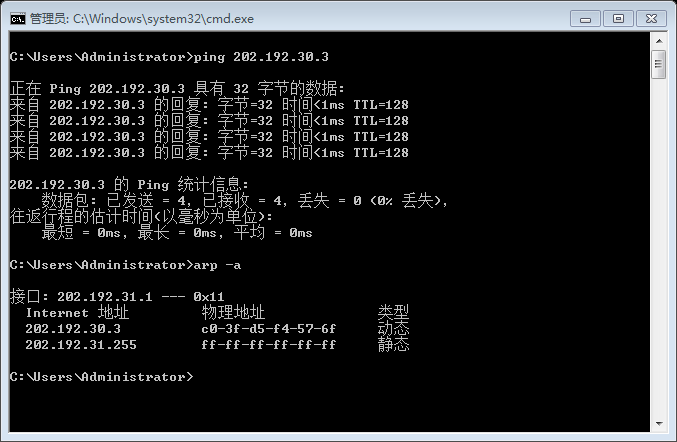 管理员: C:\Windows\system32\cmd.exe
C:\Users\Administrator>ping 202.192.30.3
正在 Ping 202.192.30.3 具有 32 字节的数据:
来自 202.192.30.3 的回复: 字节=32 时间<1ms TTL=128
来自 202.192.30.3 的回复: 字节=32 时间<1ms TTL=128
来自 202.192.30.3 的回复: 字节=32 时间<1ms TTL=128
来自 202.192.30.3 的回复: 字节=32 时间<1ms TTL=128
202.192.30.3 的 Ping 统计信息:
数据包: 已发送 = 4, 已接收 = 4, 丢失 = 0 (0% 丢失),
往返行程的估计时间(以毫秒为单位):
最短 = 0ms, 最长 = 0ms, 平均 = 0ms
C:\Users\Administrator>arp -a
接口: 202.192.31.1 --- 0x11
Internet 地址 物理地址 类型
202.192.30.3 c0-3f-d5-f4-57-6f 动态
202.192.31.255 ff-ff-ff-ff-ff-ff 静态
C:\Users\Administrator>